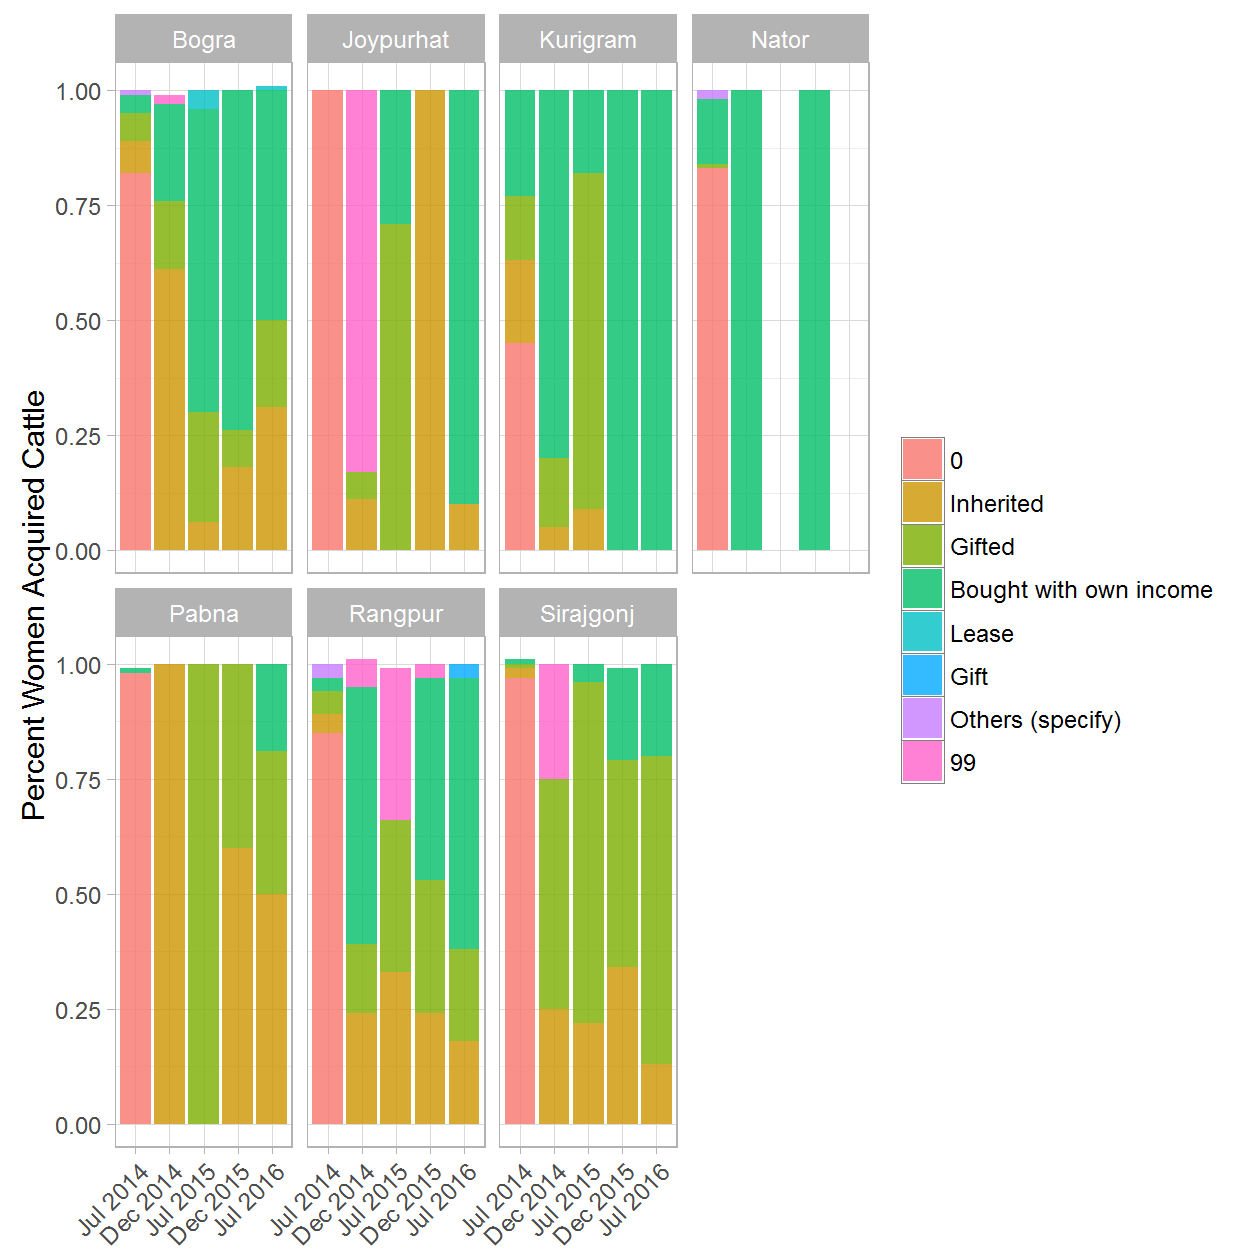 Bogra
Joypurhat
Kurigram
Nator
1.00
0.75
0.50
0.25
0.00
Percent Women Acquired Cattle
Pabna
Rangpur
Sirajgonj
1.00
0.75
0.50
0.25
0.00
Jul 2014
Dec 2014
Jul 2015
Dec 2015
Jul 2016
Jul 2014
Dec 2014
Jul 2015
Dec 2015
Jul 2016
Jul 2014
Dec 2014
Jul 2015
Dec 2015
Jul 2016
0
Inherited
Gifted
Bought with own income
Lease
Gift
Others (specify)
99